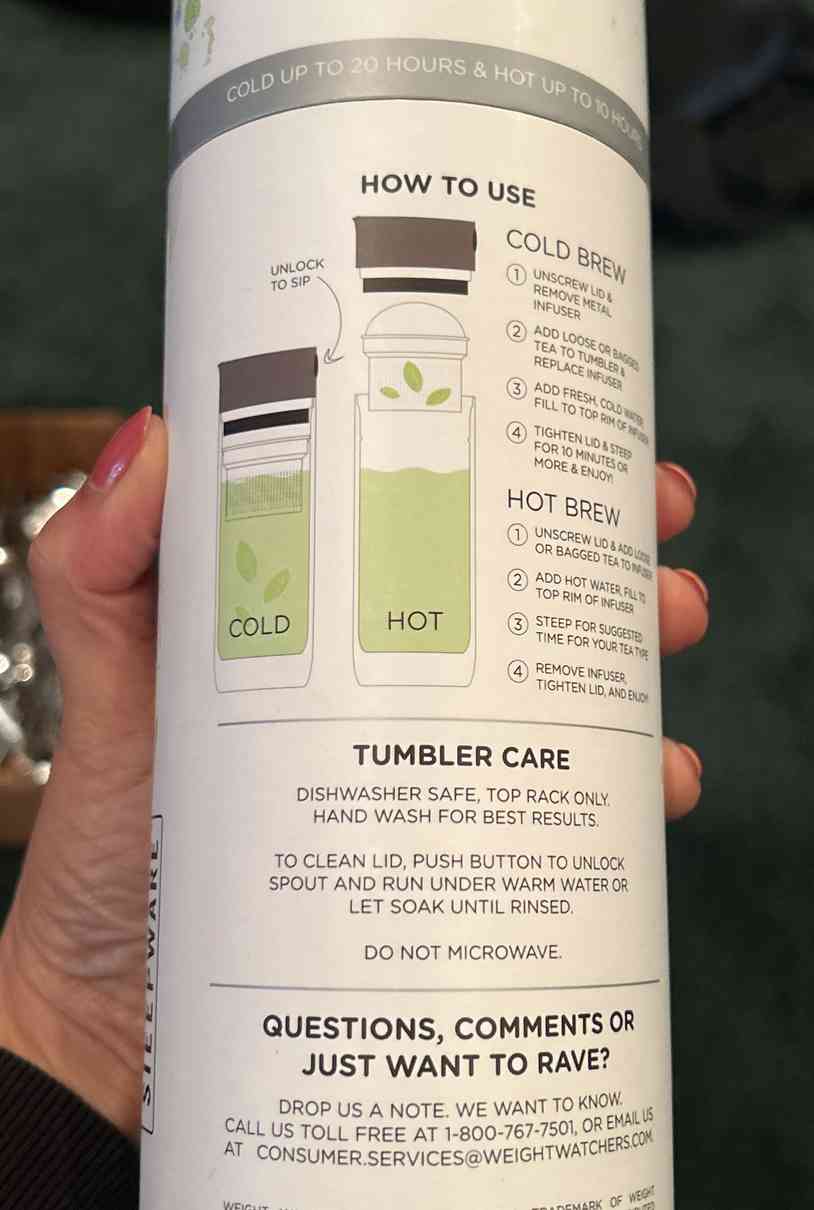 COLD UP TO 20 HOURS & HOT UP TO 10 HOURS
HOW TO USE
UNLOCK
TO SIP
COLD
HOT
COLD BREW
1 UNSCREW LID &
REMOVE METAL
INFUSER
2 ADD LOOSE OR BAGGED
TEA TO TUMBLER &
REPLACE INFUSER
3 ADD FRESH, COLD WATER,
FILL TO TOP RIM OF INFUSER
4 TIGHTEN LID & STEEP
FOR 10 MINUTES OR
MORE & ENJOY!
HOT BREW
1 UNSCREW LID & ADD LOOSE
OR BAGGED TEA TO INFUSER
2 ADD HOT WATER, FILL TO
TOP RIM OF INFUSER
3 STEEP FOR SUGGESTED
TIME FOR YOUR TEA TYPE
4 REMOVE INFUSER,
TIGHTEN LID, AND ENJOY!
TUMBLER CARE
DISHWASHER SAFE, TOP RACK ONLY.
HAND WASH FOR BEST RESULTS.
TO CLEAN LID, PUSH BUTTON TO UNLOCK
SPOUT AND RUN UNDER WARM WATER OR
LET SOAK UNTIL RINSED.
DO NOT MICROWAVE.
STEEPWARE
QUESTIONS, COMMENTS OR
JUST WANT TO RAVE?
DROP US A NOTE. WE WANT TO KNOW.
CALL US TOLL FREE AT 1-800-767-7501, OR EMAIL US
AT CONSUMER.SERVICES@WEIGHTWATCHERS.COM.
WEIGHT TRADEMARK OF WEIGHT